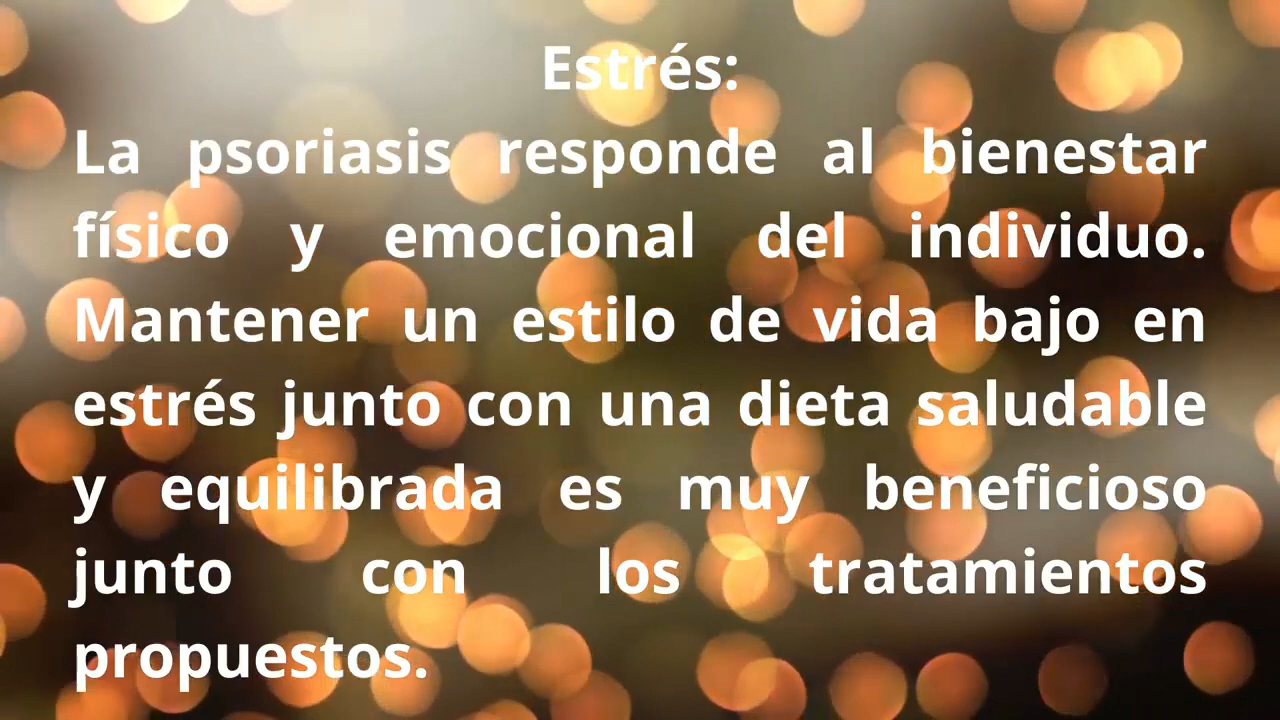 Estrés:
La psoriasis responde al bienestar
físico y emocional del individuo.
Mantener un estilo de vida bajo en
estrés junto con una dieta saludable
y equilibrada es muy beneficioso
junto con los tratamientos
propuestos.